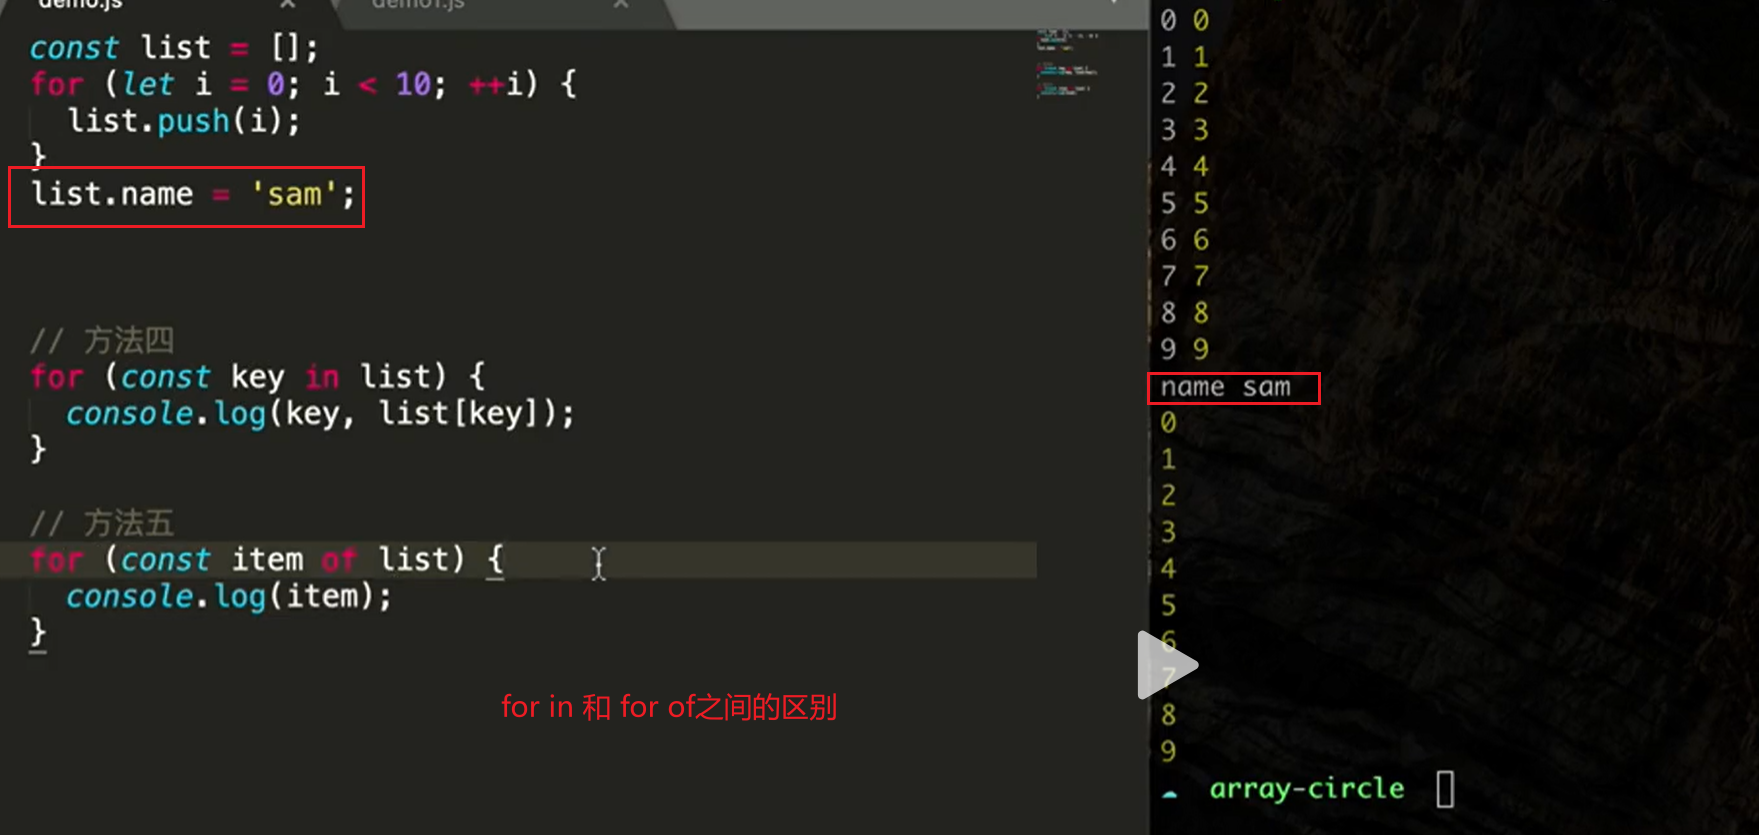 demo.js
demo1.js
const list = [];
for (let i = 0; i < 10; ++i) {
list.push(i);
}
list.name = 'sam';
// 方法四
for (const key in list) {
console.log(key, list[key]);
}
// 方法五
for (const item of list) {
console.log(item);
}
for in 和 for of之间的区别
0 0
1 1
2 2
3 3
4 4
5 5
6 6
7 7
8 8
9 9
name sam
0
1
2
3
4
5
6
7
8
9
array-circle